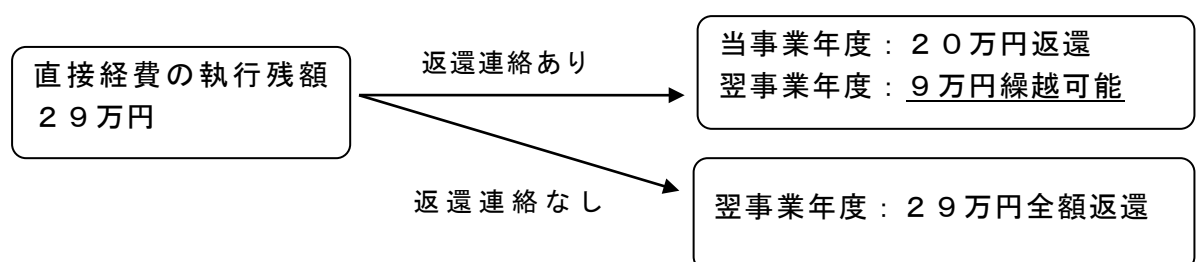 直接経費の執行残額
２９万円
返還連絡あり
当事業年度：２０万円返還
翌事業年度：９万円繰越可能
返還連絡なし
翌事業年度：２９万円全額返還